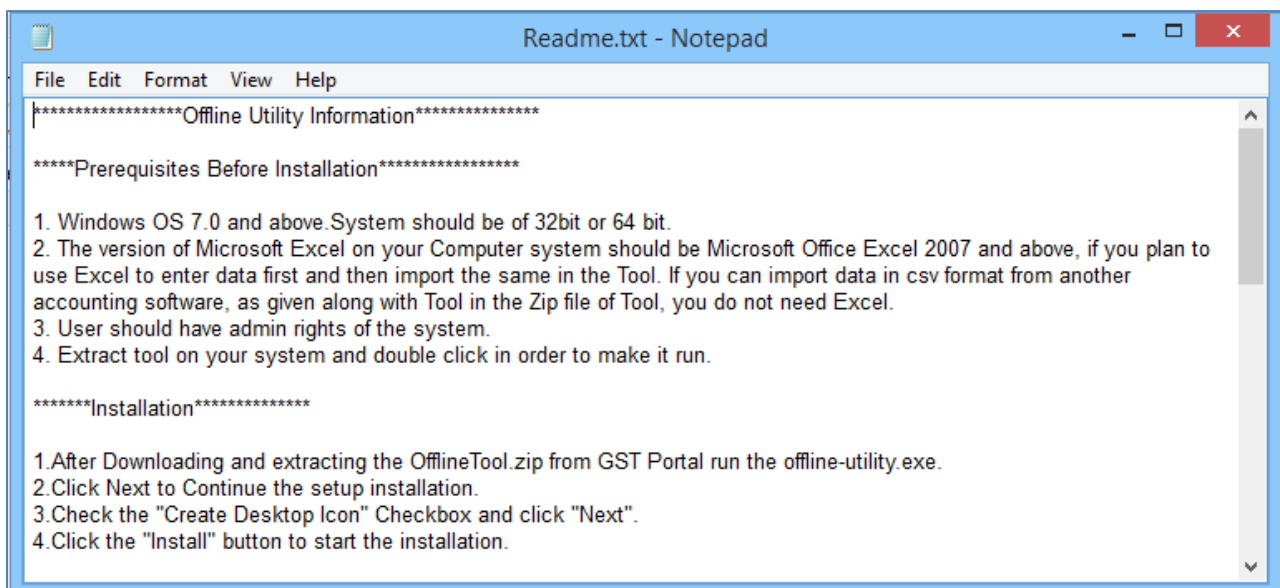 Readme.txt - Notepad
File Edit Format View Help
******************Offline Utility Information***************
*****Prerequisites Before Installation*****************
1. Windows OS 7.0 and above.System should be of 32bit or 64 bit.
2. The version of Microsoft Excel on your Computer system should be Microsoft Office Excel 2007 and above, if you plan to
use Excel to enter data first and then import the same in the Tool. If you can import data in csv format from another
accounting software, as given along with Tool in the Zip file of Tool, you do not need Excel.
3. User should have admin rights of the system.
4. Extract tool on your system and double click in order to make it run.
*******Installation**************
1.After Downloading and extracting the OfflineTool.zip from GST Portal run the offline-utility.exe.
2.Click Next to Continue the setup installation.
3.Check the "Create Desktop Icon" Checkbox and click "Next".
4.Click the "Install" button to start the installation.